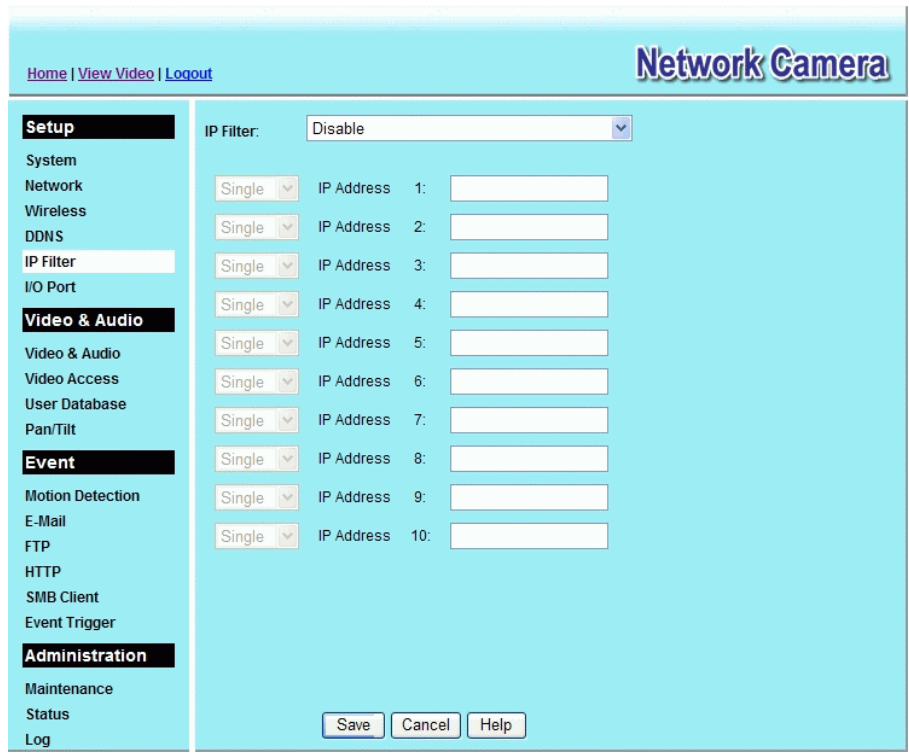 Home | View Video | Logout
Network Camera
Setup
System
Network
Wireless
DDNS
IP Filter
I/O Port
Video & Audio
Video & Audio
Video Access
User Database
Pan/Tilt
Event
Motion Detection
E-Mail
FTP
HTTP
SMB Client
Event Trigger
Administration
Maintenance
Status
Log
IP Filter: Disable
Single IP Address 1:
Single IP Address 2:
Single IP Address 3:
Single IP Address 4:
Single IP Address 5:
Single IP Address 6:
Single IP Address 7:
Single IP Address 8:
Single IP Address 9:
Single IP Address 10:
Save Cancel Help